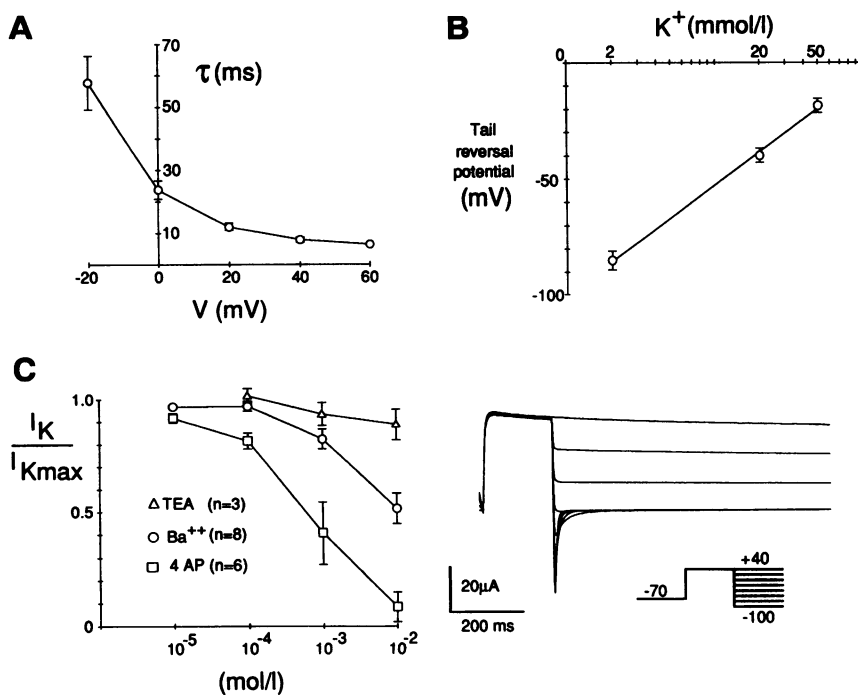 A
τ (ms)
70
50
30
10
-20
0
20
40
60
V (mV)
B
K+ (mmol/l)
0
2
20
50
Tail
reversal
potential
(mV)
-50
-100
C
IK
IKmax
1.0
0.5
0
△ TEA (n=3)
○ Ba++ (n=8)
□ 4 AP (n=6)
10-5
10-4
10-3
10-2
(mol/l)
20μA
200 ms
-70
+40
-100